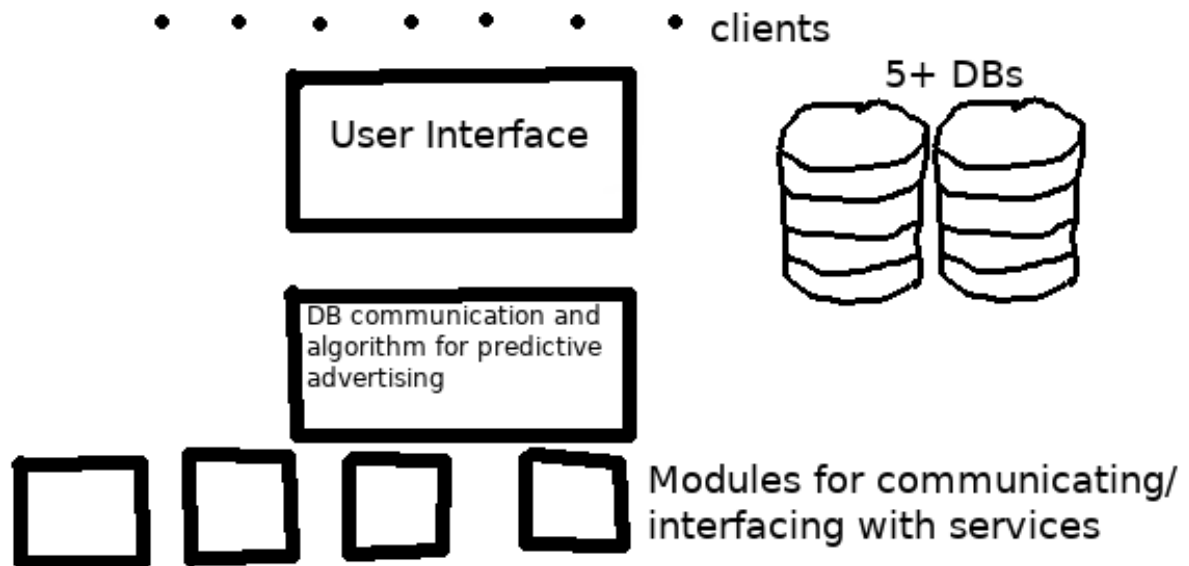 clients
5+ DBs
User Interface
DB communication and
algorithm for predictive
advertising
Modules for communicating/
interfacing with services